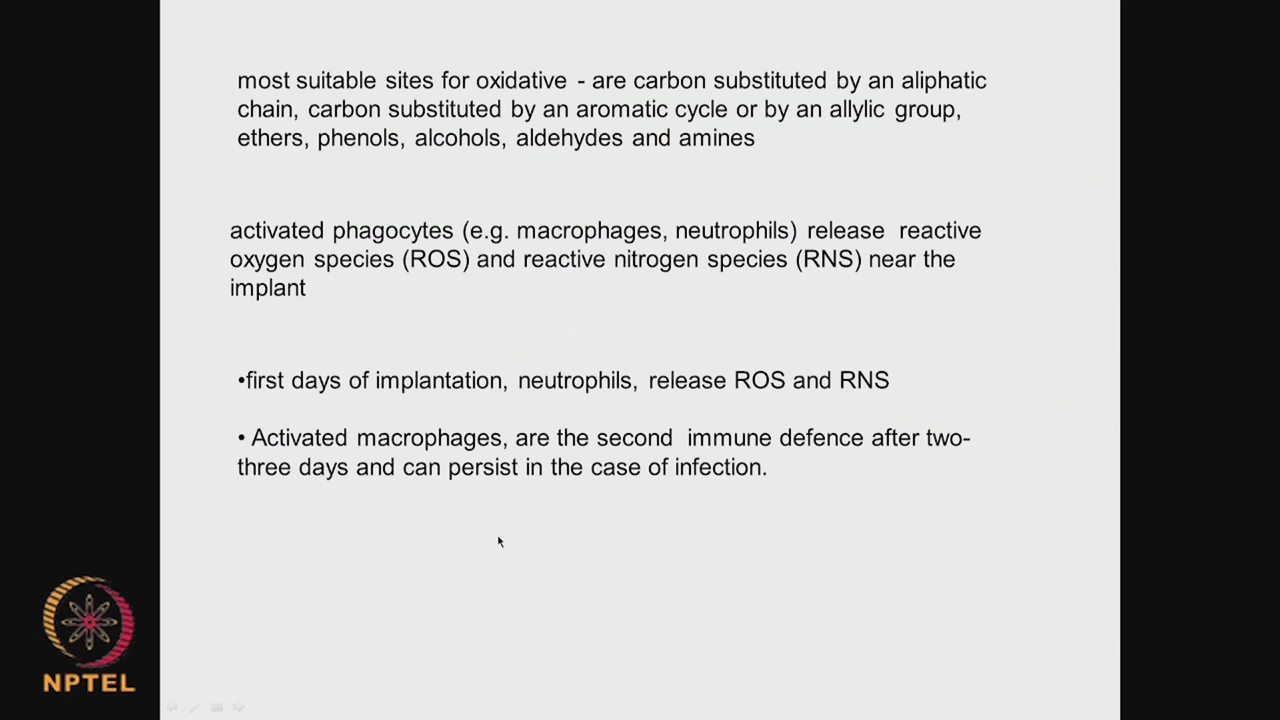 most suitable sites for oxidative - are carbon substituted by an aliphatic
chain, carbon substituted by an aromatic cycle or by an allylic group,
ethers, phenols, alcohols, aldehydes and amines
activated phagocytes (e.g. macrophages, neutrophils) release reactive
oxygen species (ROS) and reactive nitrogen species (RNS) near the
implant
•first days of implantation, neutrophils, release ROS and RNS
• Activated macrophages, are the second immune defence after two-
three days and can persist in the case of infection.
NPTEL